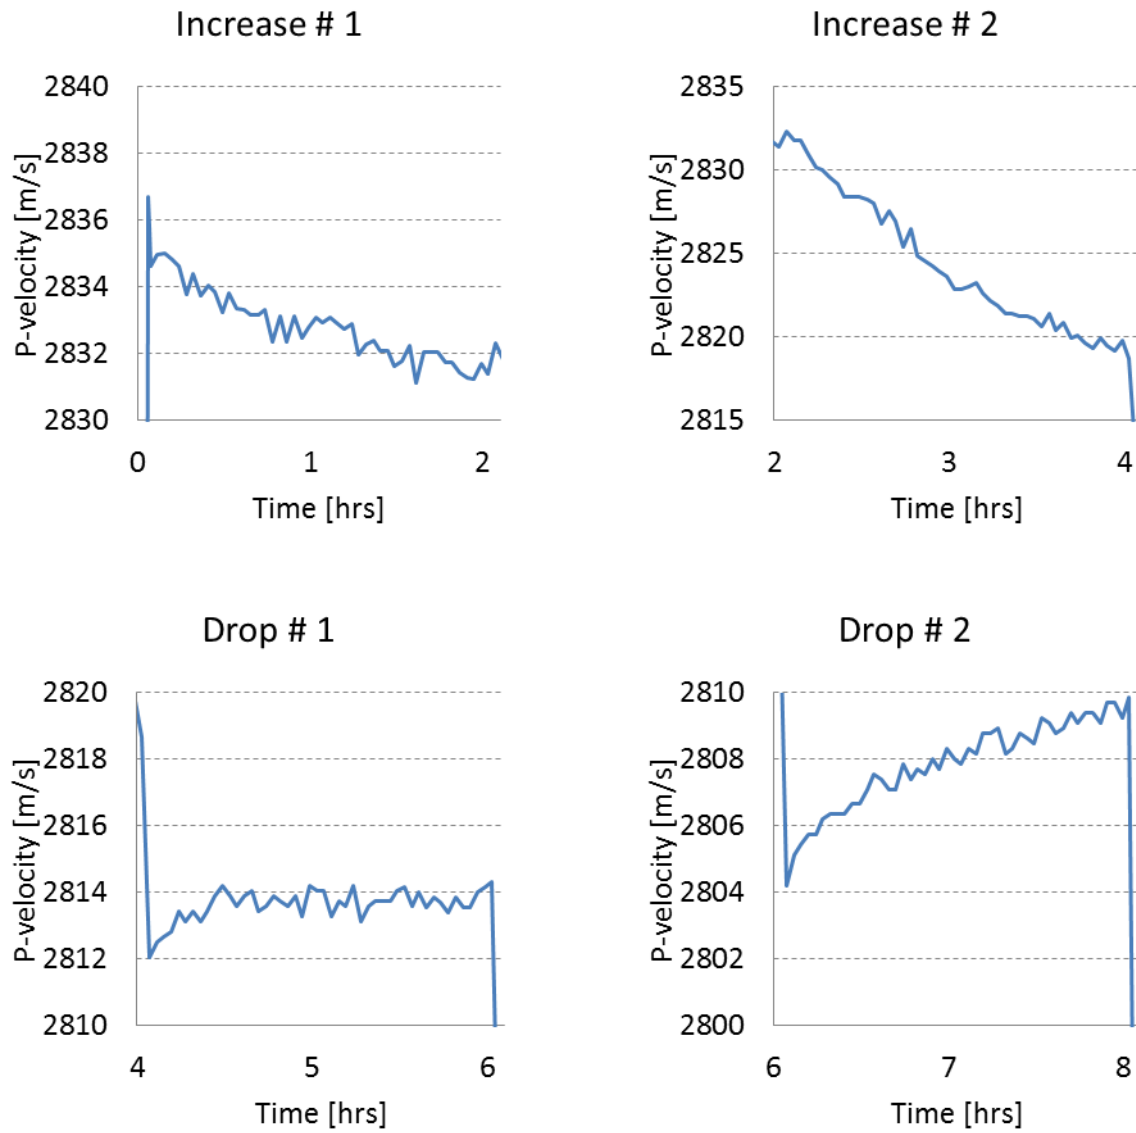 Increase # 1
P-velocity [m/s]
2840
2838
2836
2834
2832
2830
0 1 2
Time [hrs]
Increase # 2
P-velocity [m/s]
2835
2830
2825
2820
2815
2 3 4
Time [hrs]
Drop # 1
P-velocity [m/s]
2820
2818
2816
2814
2812
2810
4 5 6
Time [hrs]
Drop # 2
P-velocity [m/s]
2810
2808
2806
2804
2802
2800
6 7 8
Time [hrs]